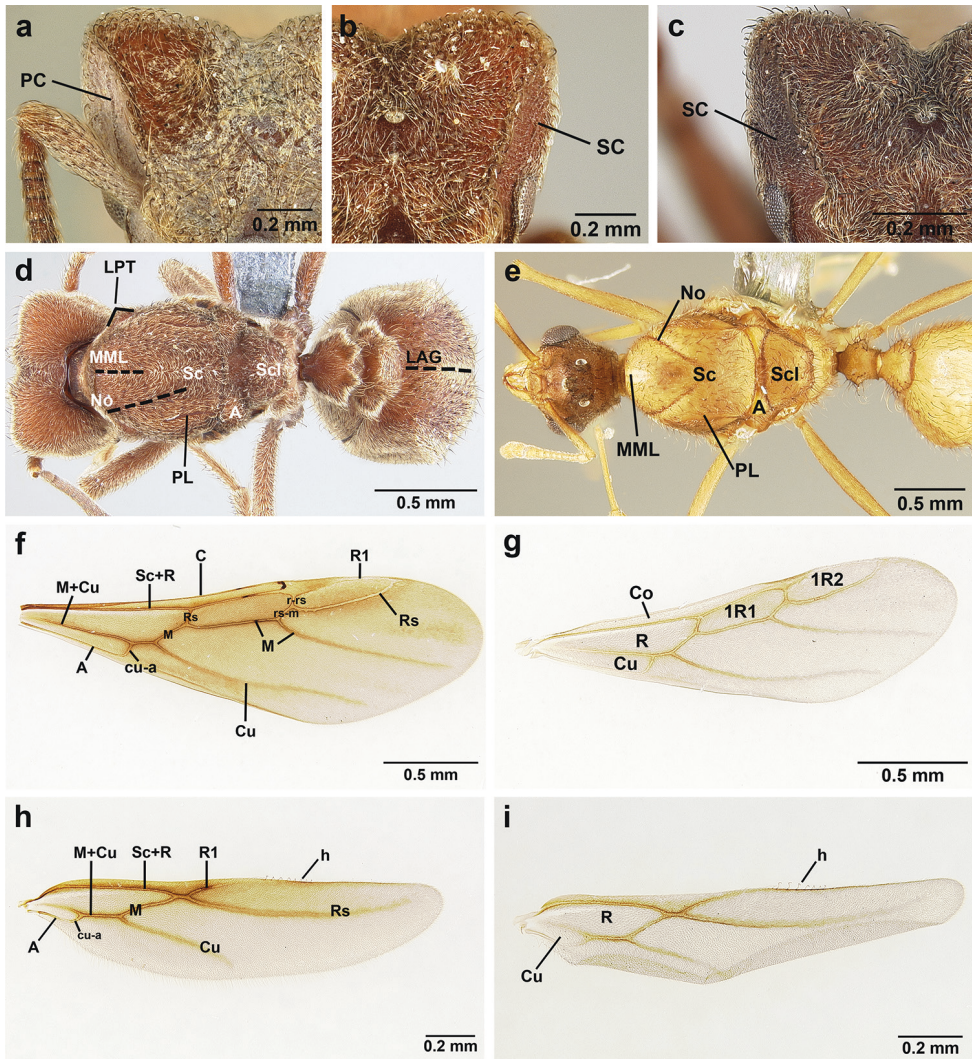 a
PC
0.2 mm
b
SC
0.2 mm
c
SC
0.2 mm
d
LPT
MML
No
Sc
Scl
A
PL
LAG
0.5 mm
e
No
Sc
Scl
A
MML
PL
0.5 mm
f
M+Cu
Sc+R
C
R1
r-rs
Rs
rs-m
Rs
M
M
A
cu-a
Cu
0.5 mm
g
Co
1R2
1R1
R
Cu
0.5 mm
h
M+Cu
Sc+R
R1
h
M
Rs
A
cu-a
Cu
0.2 mm
i
h
R
Cu
0.2 mm